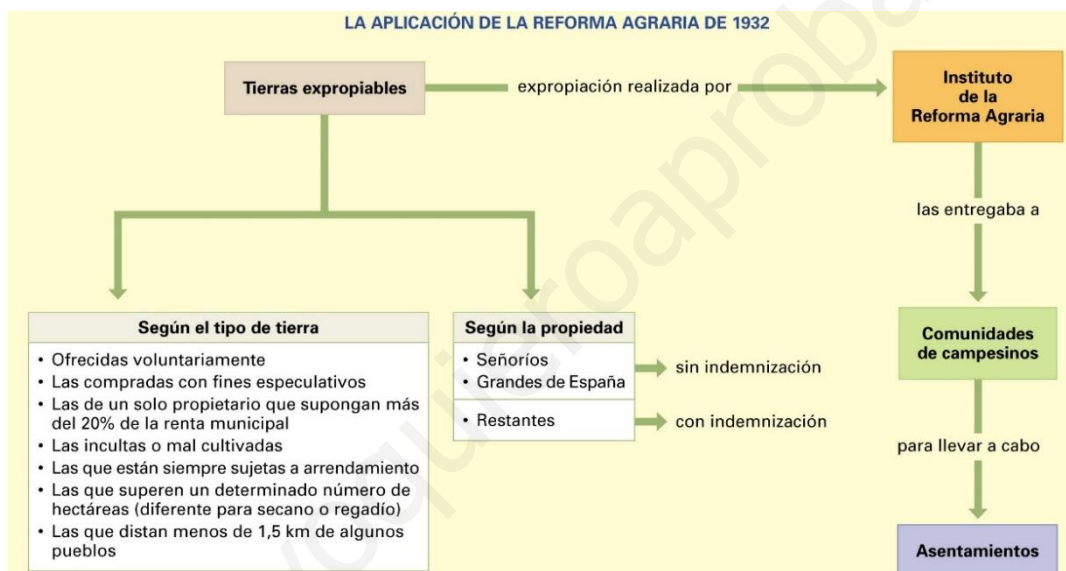 LA APLICACIÓN DE LA REFORMA AGRARIA DE 1932
Tierras expropiables
expropiación realizada por
Instituto
de la
Reforma Agraria
las entregaba a
Según el tipo de tierra
• Ofrecidas voluntariamente
• Las compradas con fines especulativos
• Las de un solo propietario que supongan más
del 20% de la renta municipal
• Las incultas o mal cultivadas
• Las que están siempre sujetas a arrendamiento
• Las que superen un determinado número de
hectáreas (diferente para secano o regadío)
• Las que distan menos de 1,5 km de algunos
pueblos
Según la propiedad
• Señoríos
• Grandes de España
sin indemnización
• Restantes
con indemnización
Comunidades
de campesinos
para llevar a cabo
Asentamientos
yoquieroaproba